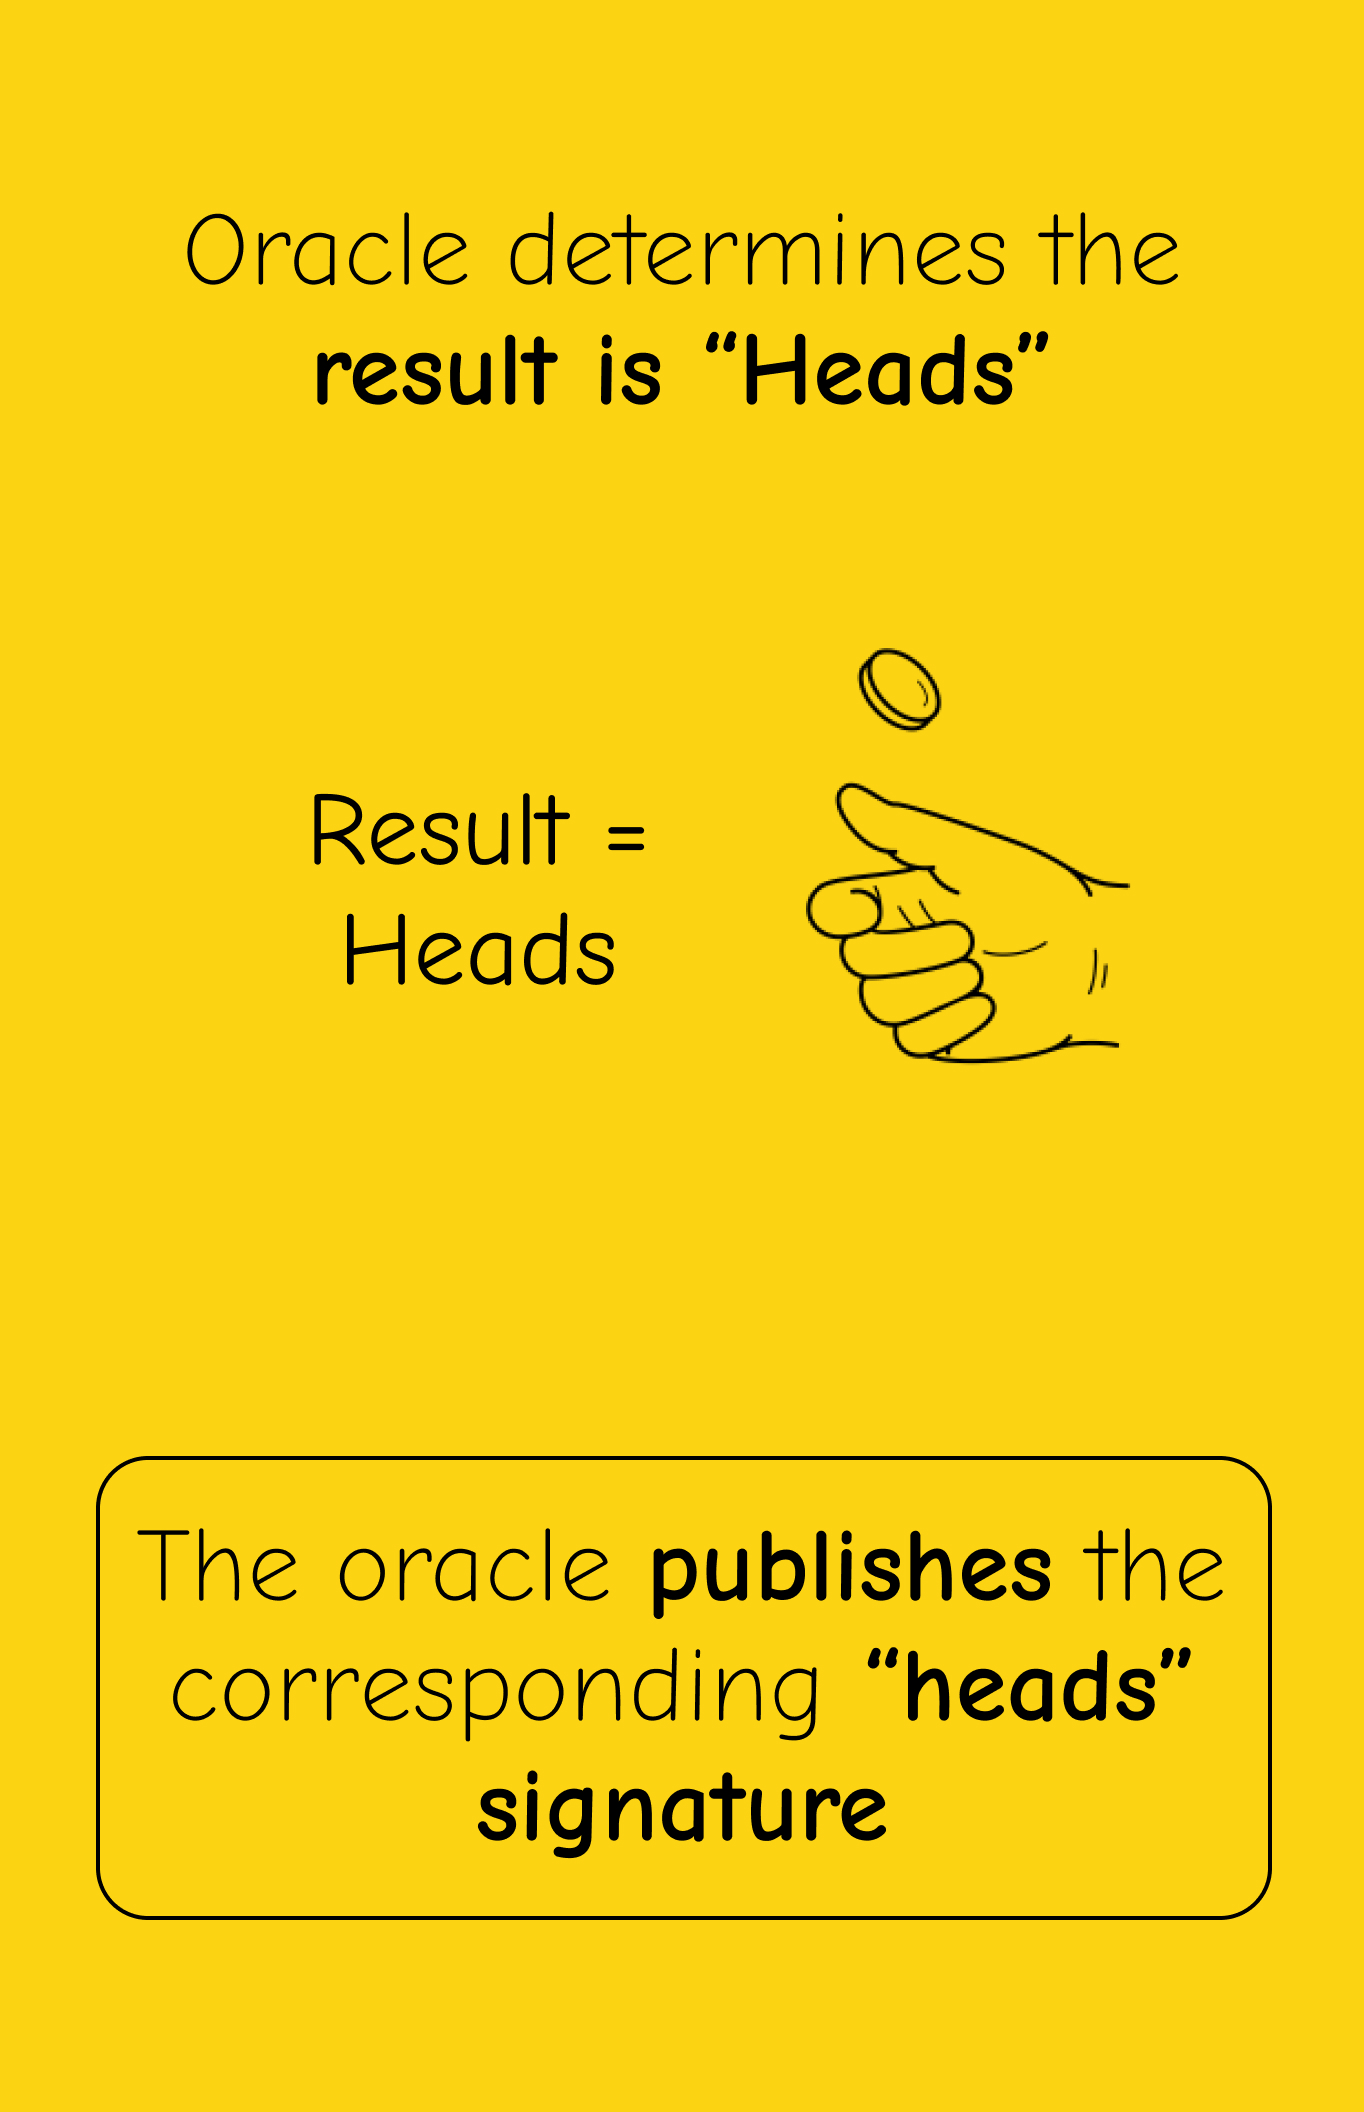 Oracle determines the
result is “Heads”
Result =
Heads
The oracle publishes the
corresponding “heads”
signature